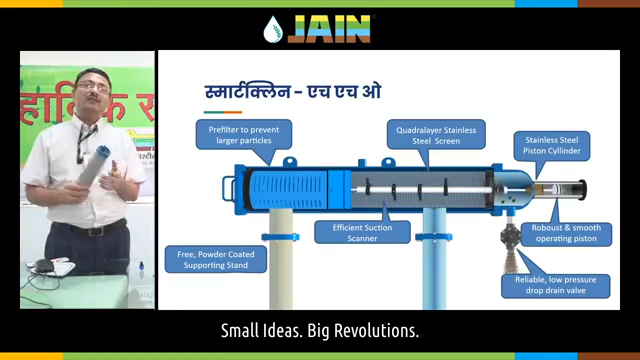 JAIN
हार्दिक स
स्मार्टक्लिन - एच एच ओ
Prefilter to prevent
larger particles
Quadralayer Stainless
Steel Screen
Stainless Steel
Piston Cyllinder
Efficient Suction
Scanner
Roboust & smooth
operating piston
Free, Powder Coated
Supporting Stand
Reliable, low pressure
drop drain valve
Small Ideas. Big Revolutions.